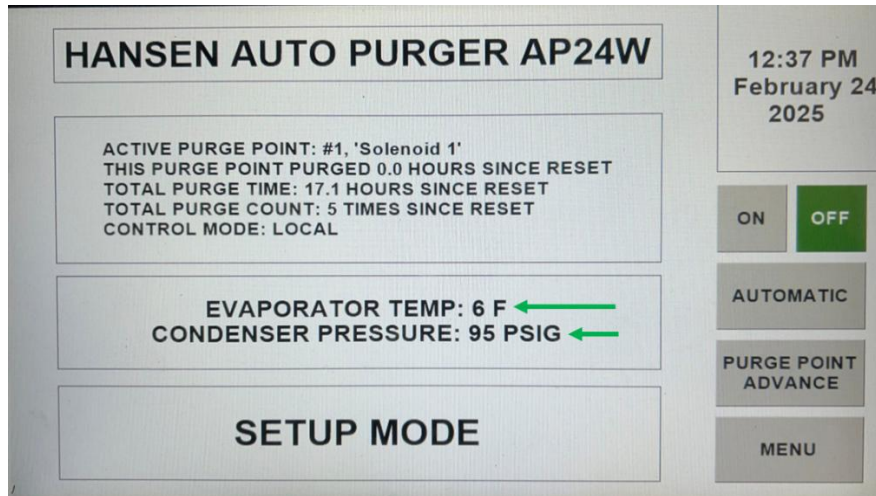 HANSEN AUTO PURGER AP24W
12:37 PM
February 24
2025
ACTIVE PURGE POINT: #1, 'Solenoid 1'
THIS PURGE POINT PURGED 0.0 HOURS SINCE RESET
TOTAL PURGE TIME: 17.1 HOURS SINCE RESET
TOTAL PURGE COUNT: 5 TIMES SINCE RESET
CONTROL MODE: LOCAL
ON
OFF
EVAPORATOR TEMP: 6 F
CONDENSER PRESSURE: 95 PSIG
AUTOMATIC
PURGE POINT
ADVANCE
SETUP MODE
MENU